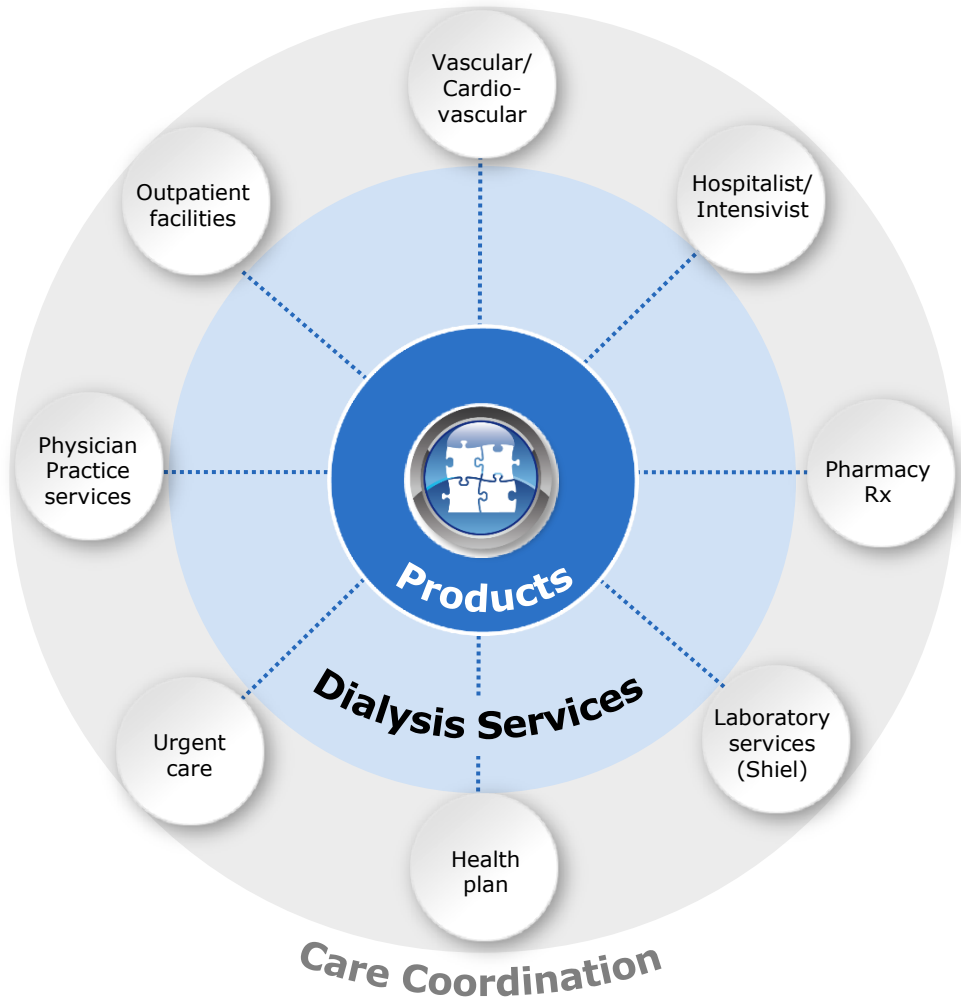 Vascular/
Cardio-
vascular
Outpatient
facilities
Hospitalist/
Intensivist
Physician
Practice
services
Pharmacy
Rx
Products
Dialysis Services
Urgent
care
Laboratory
services
(Shiel)
Health
plan
Care Coordination